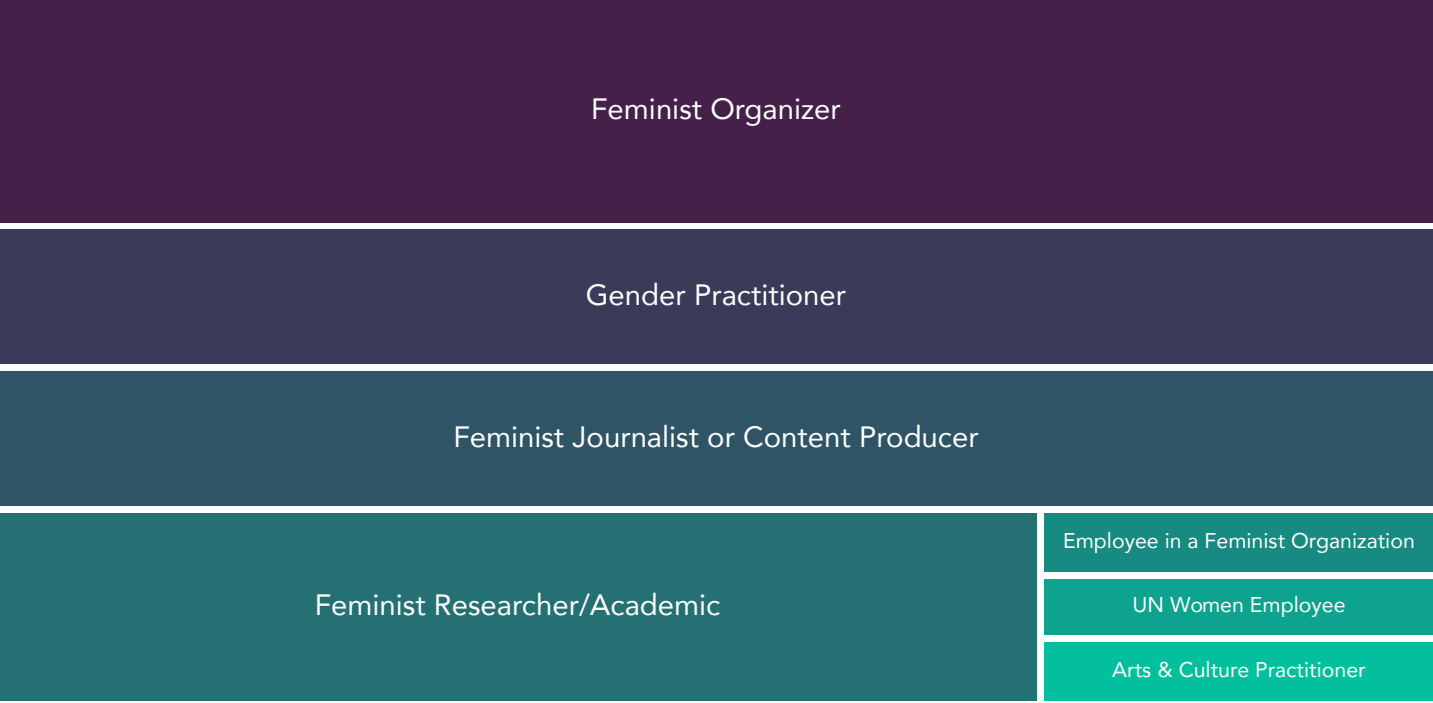 Feminist Organizer
Gender Practitioner
Feminist Journalist or Content Producer
Feminist Researcher/Academic
Employee in a Feminist Organization
UN Women Employee
Arts & Culture Practitioner